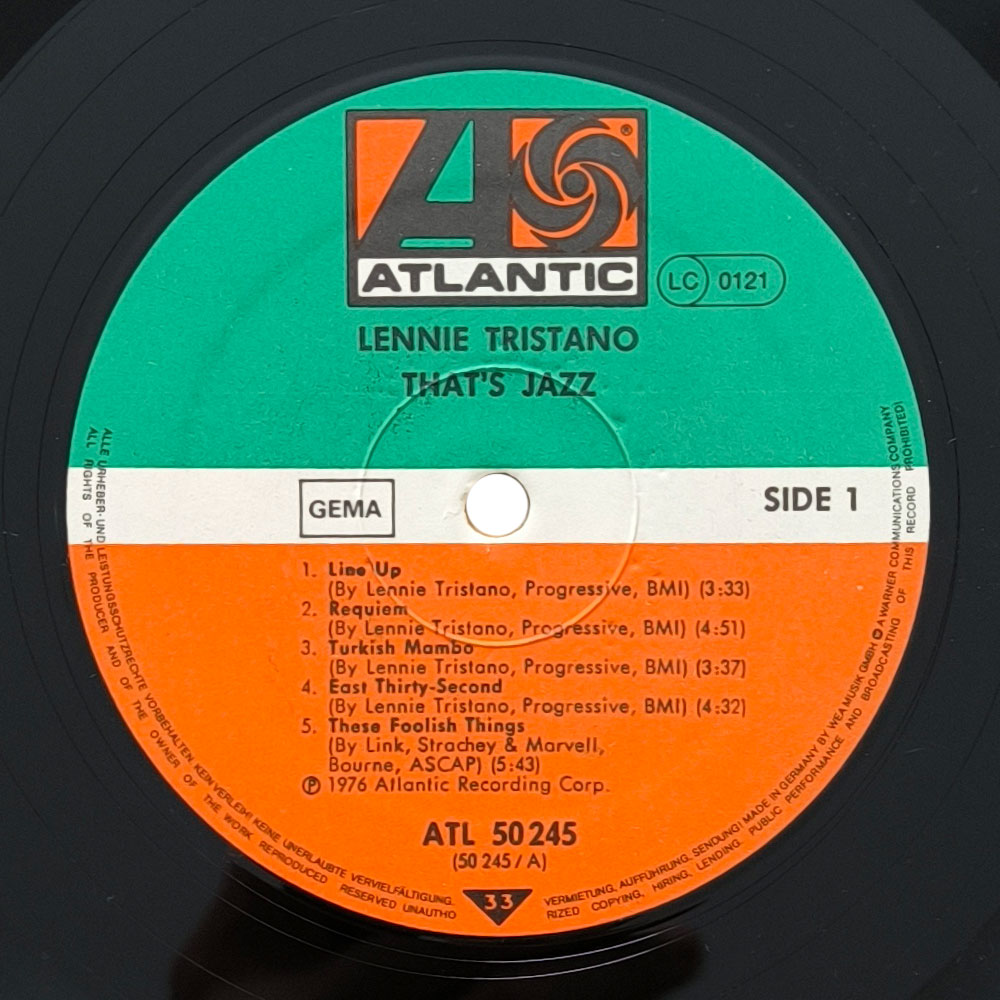 ATLANTIC
®
LC 0121
LENNIE TRISTANO
THAT'S JAZZ
GEMA
SIDE 1
1. Line Up
(By Lennie Tristano, Progressive, BMI) (3:33)
2. Requiem
(By Lennie Tristano, Progressive, BMI) (4:51)
3. Turkish Mambo
(By Lennie Tristano, Progressive, BMI) (3:37)
4. East Thirty-Second
(By Lennie Tristano, Progressive, BMI) (4:32)
5. These Foolish Things
(By Link, Strachey & Marvell,
Bourne, ASCAP) (5:43)
℗ 1976 Atlantic Recording Corp.
ATL 50 245
(50 245 / A)
33
ALLE URHEBER- UND LEISTUNGSSCHUTZRECHTE VORBEHALTEN. KEIN VERLEIH! KEINE UNERLAUBTE VERVIELFÄLTIGUNG,
VERMIETUNG, AUFFÜHRUNG, SENDUNG! MADE IN GERMANY BY WEA MUSIK GMBH A WARNER COMMUNICATIONS COMPANY
ALL RIGHTS OF THE PRODUCER AND OF THE OWNER OF THE WORK REPRODUCED RESERVED UNAUTHO
RIZED COPYING, HIRING, LENDING, PUBLIC PERFORMANCE AND BROADCASTING OF THIS RECORD PROHIBITED!